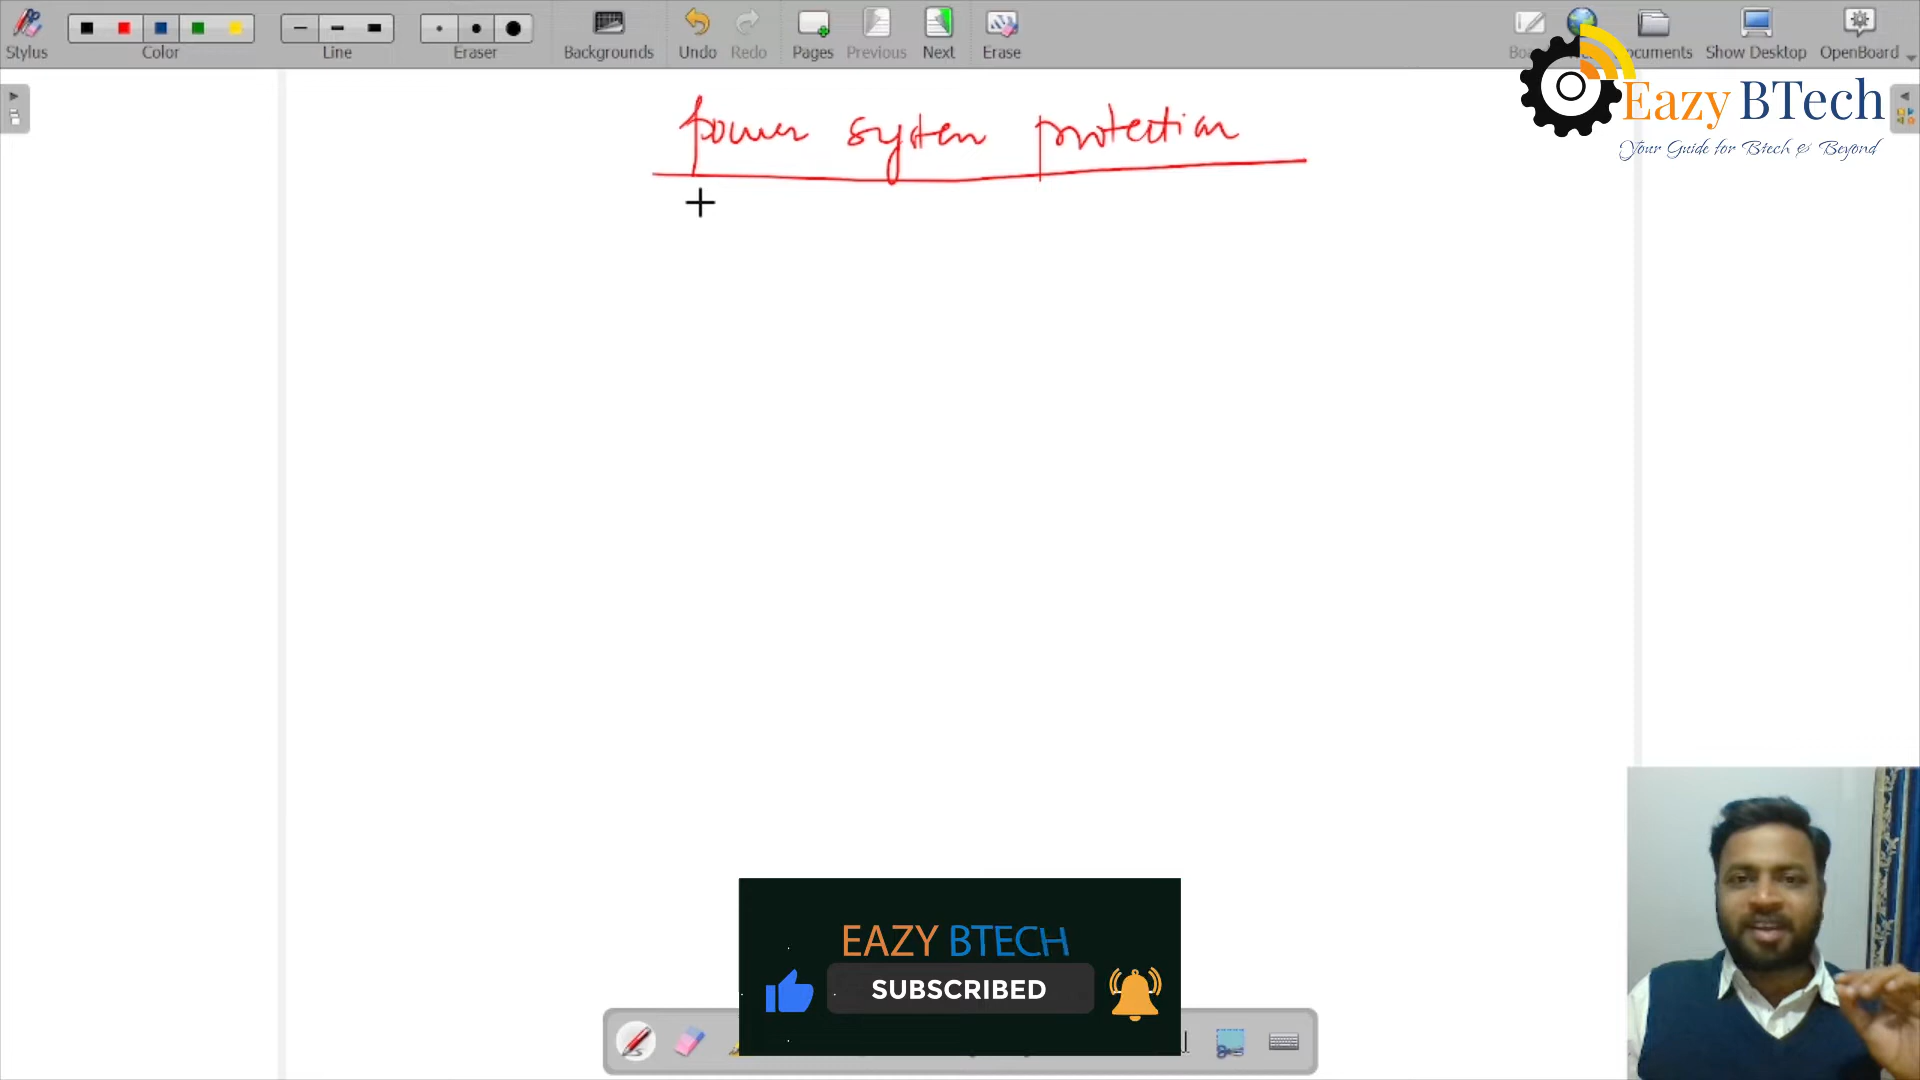 Stylus
Color
Line
Eraser
Backgrounds
Undo
Redo
Pages
Previous
Next
Erase
Documents
Show Desktop
OpenBoard
Eazy BTech
Your Guide for Btech & Beyond
power system protection
EAZY BTECH
SUBSCRIBED